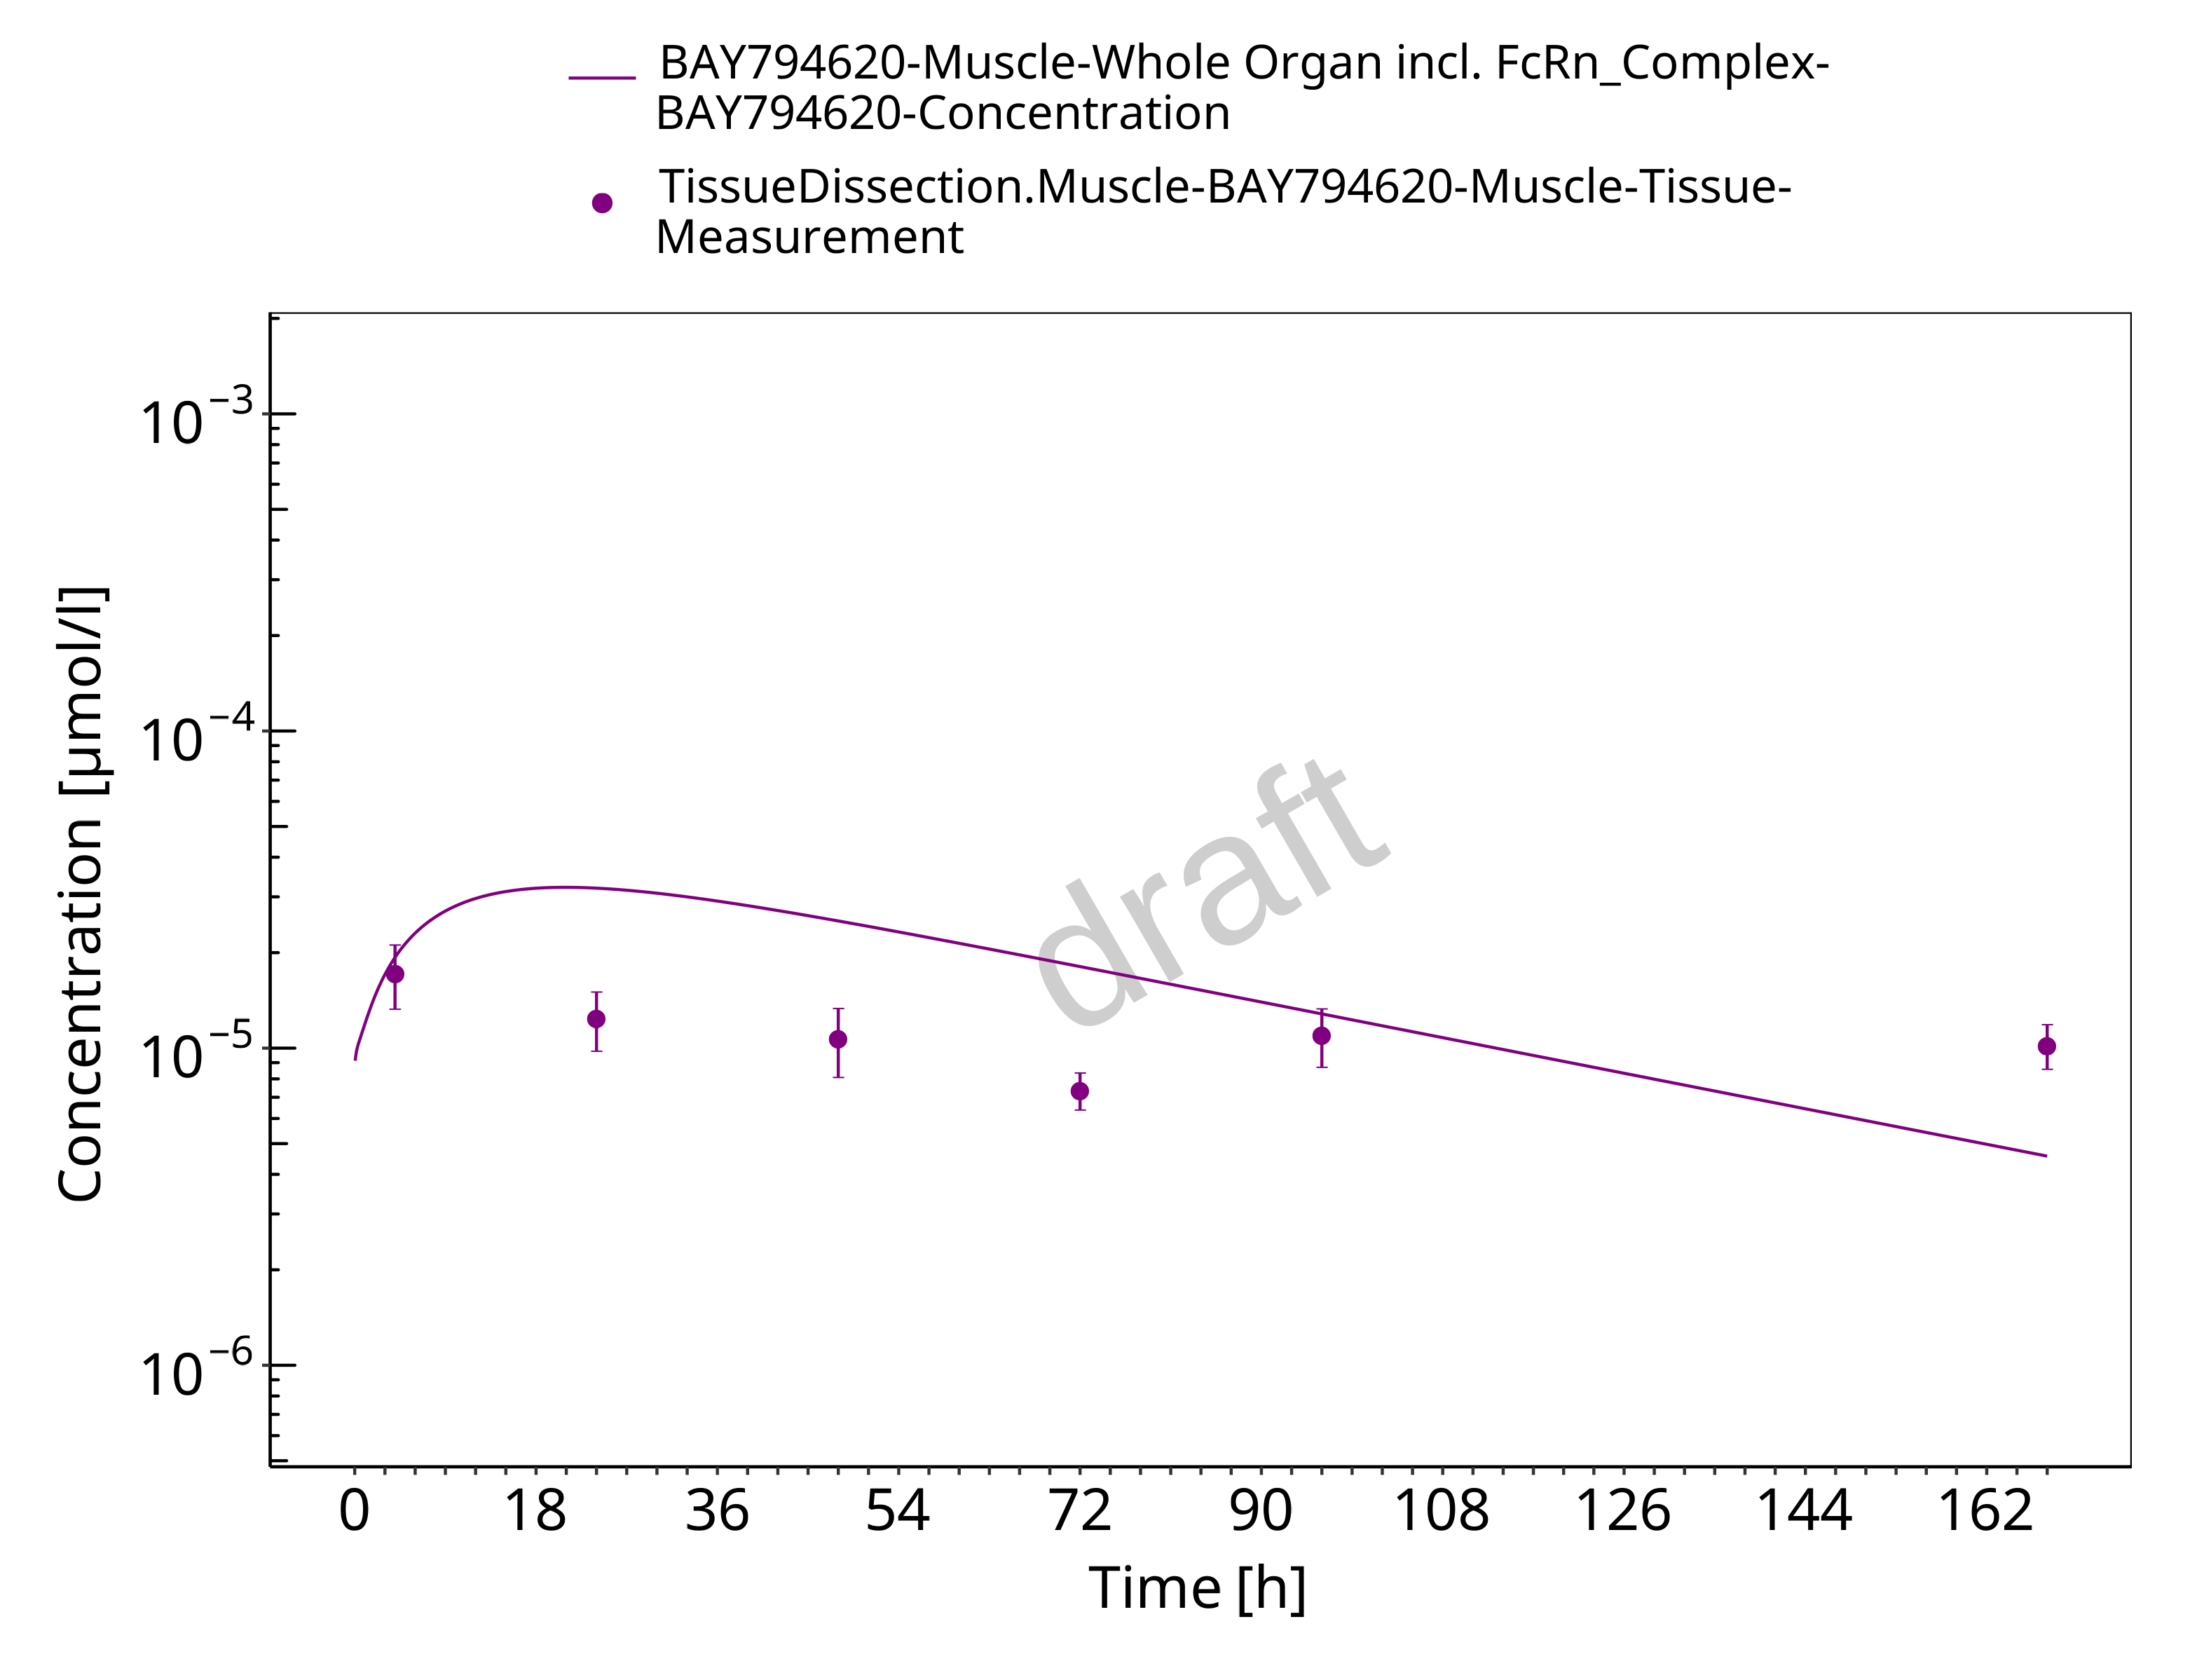 BAY794620-Muscle-Whole Organ incl. FcRn_Complex-
BAY794620-Concentration
TissueDissection.Muscle-BAY794620-Muscle-Tissue-
Measurement
Concentration [µmol/l]
10⁻³
10⁻⁴
10⁻⁵
10⁻⁶
draft
0 18 36 54 72 90 108 126 144 162
Time [h]